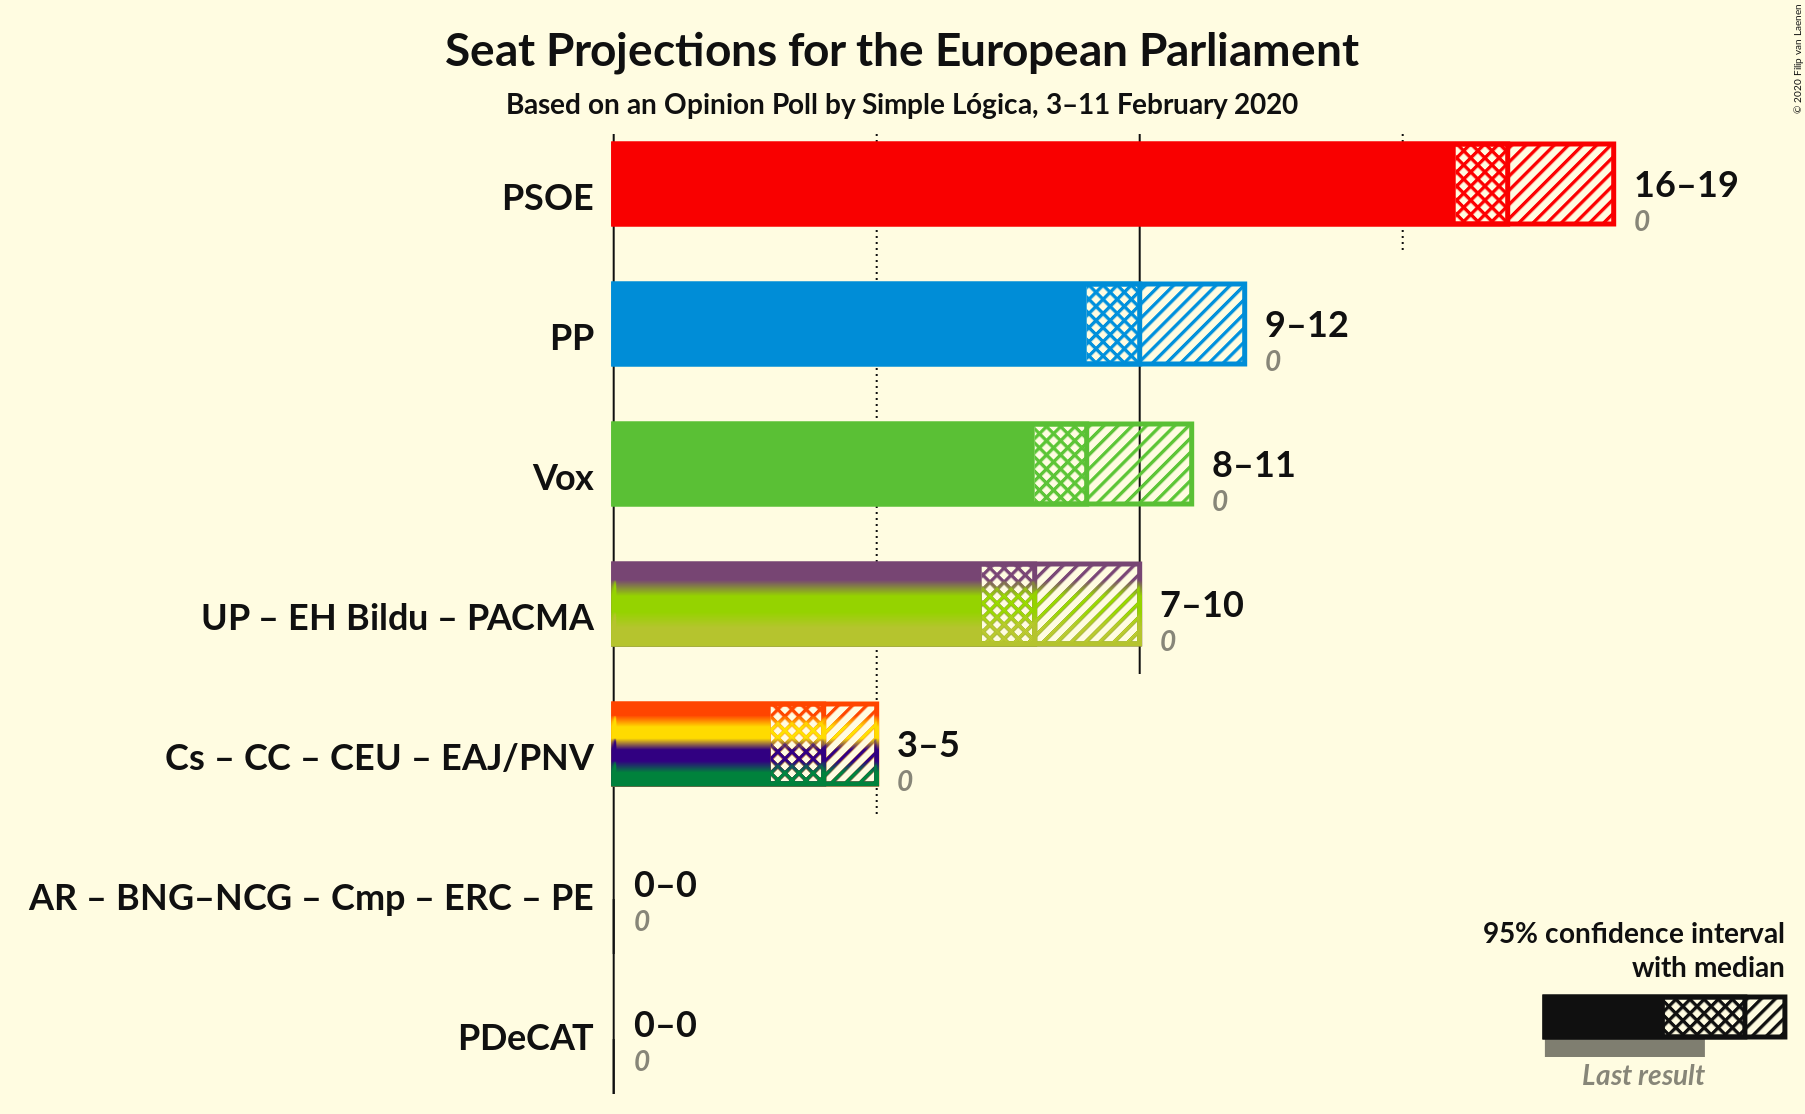 Seat Projections for the European Parliament
Based on an Opinion Poll by Simple Lógica, 3–11 February 2020
© 2020 Filip van Laenen
PSOE
16–19
0
PP
9–12
0
Vox
8–11
0
UP – EH Bildu – PACMA
7–10
0
Cs – CC – CEU – EAJ/PNV
3–5
0
AR – BNG–NCG – Cmp – ERC – PE
0–0
0
PDeCAT
0–0
0
95% confidence interval
with median
Last result